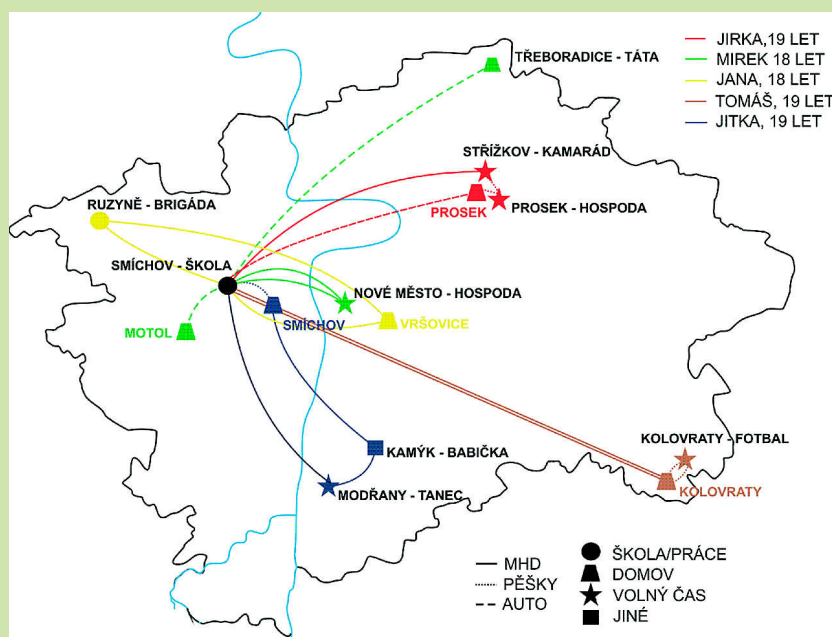 TŘEBORADICE - TÁTA
JIRKA,19 LET
MIREK 18 LET
JANA, 18 LET
TOMÁŠ, 19 LET
JITKA, 19 LET
STŘÍŽKOV - KAMARÁD
RUZYNĚ - BRIGÁDA
PROSEK
PROSEK - HOSPODA
SMÍCHOV - ŠKOLA
NOVÉ MĚSTO - HOSPODA
MOTOL
SMÍCHOV
VRŠOVICE
KOLOVRATY - FOTBAL
KAMÝK - BABIČKA
MODŘANY - TANEC
KOLOVRATY
MHD
PĚŠKY
AUTO
ŠKOLA/PRÁCE
DOMOV
VOLNÝ ČAS
JINÉ